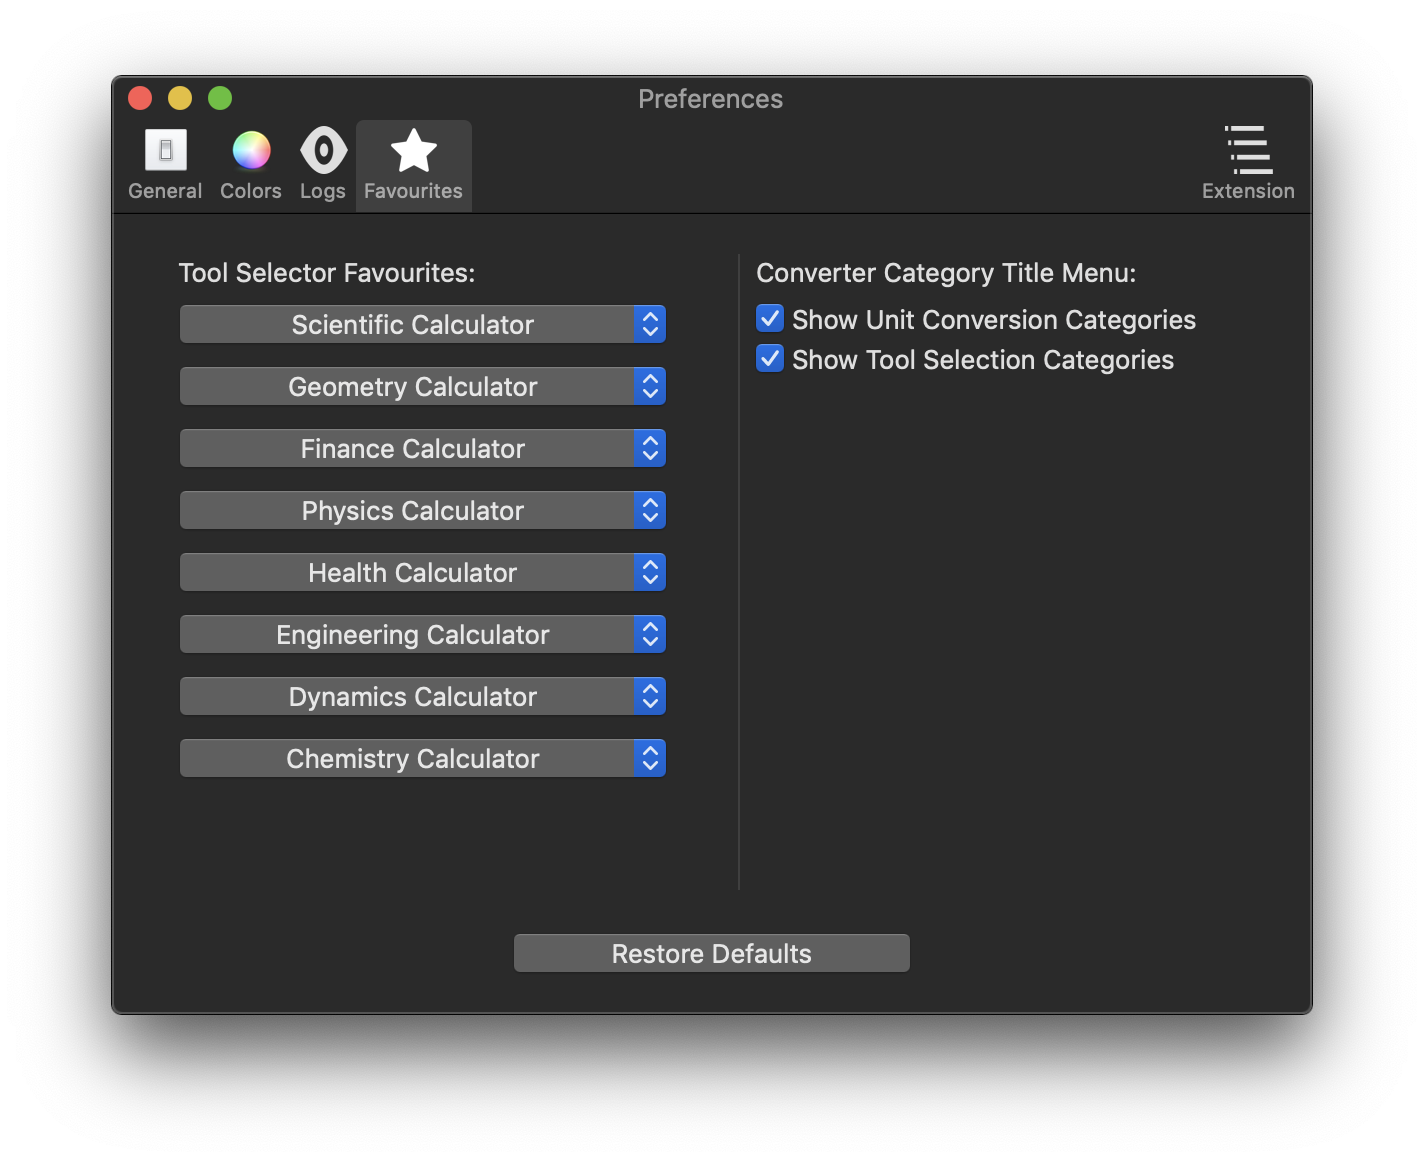 Preferences
General
Colors
Logs
Favourites
Extension
Tool Selector Favourites:
Scientific Calculator
Geometry Calculator
Finance Calculator
Physics Calculator
Health Calculator
Engineering Calculator
Dynamics Calculator
Chemistry Calculator
Converter Category Title Menu:
Show Unit Conversion Categories
Show Tool Selection Categories
Restore Defaults